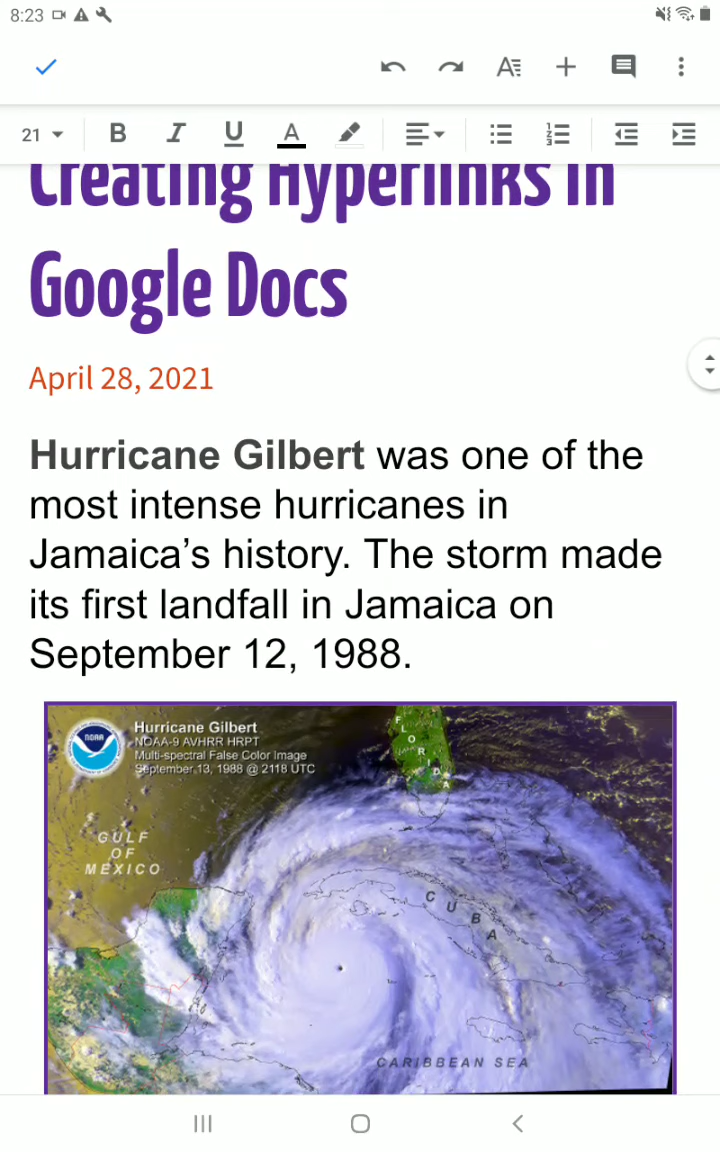 8:23
21
B I U A
Creating Hyperlinks in
Google Docs
April 28, 2021
Hurricane Gilbert was one of the
most intense hurricanes in
Jamaica’s history. The storm made
its first landfall in Jamaica on
September 12, 1988.
NOAA
Hurricane Gilbert
NOAA-9 AVHRR HRPT
Multi-spectral False Color Image
September 13, 1988 @ 2118 UTC
FLORIDA
GULF
OF
MEXICO
CUBA
CARIBBEAN SEA